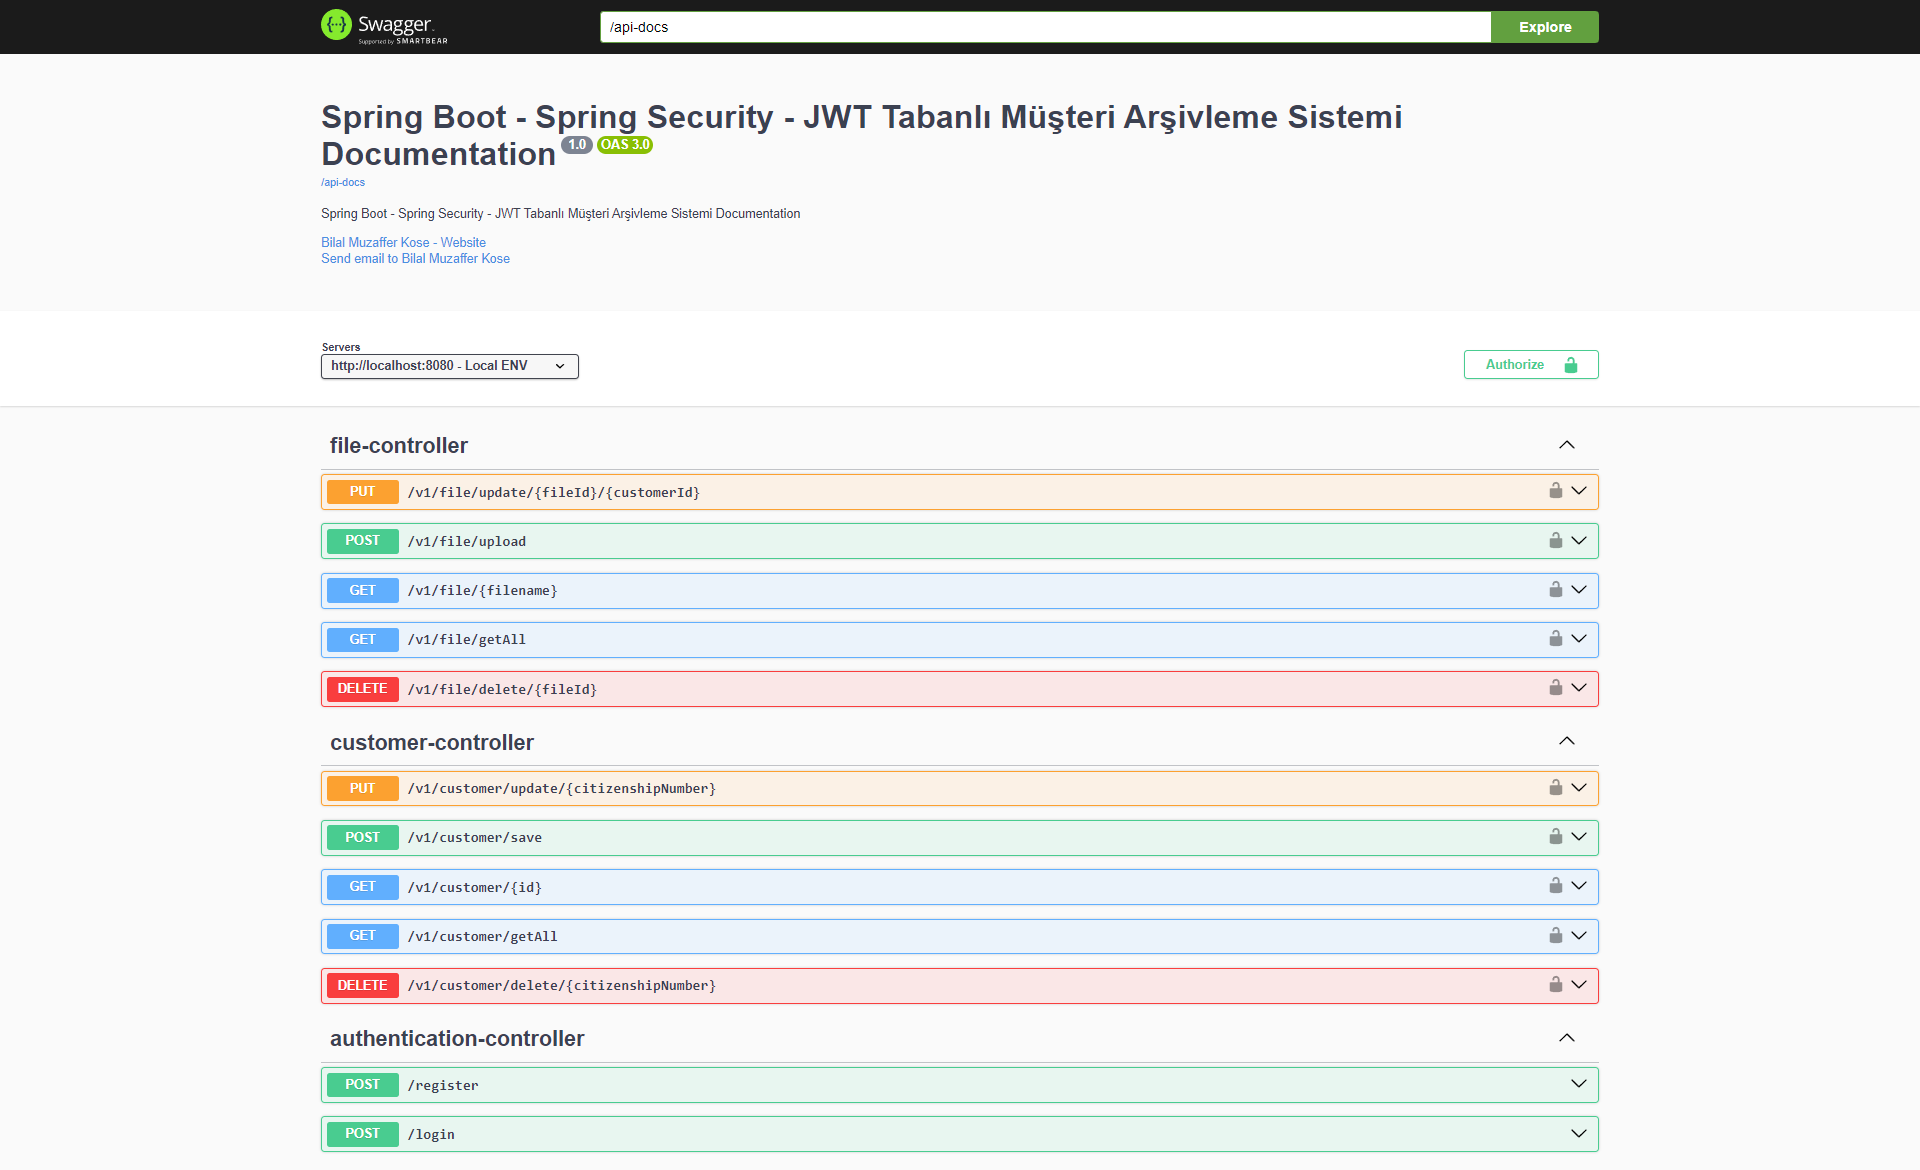 Swagger
Supported by SMARTBEAR
/api-docs
Explore
Spring Boot - Spring Security - JWT Tabanlı Müşteri Arşivleme Sistemi
Documentation 1.0 OAS 3.0
/api-docs
Spring Boot - Spring Security - JWT Tabanlı Müşteri Arşivleme Sistemi Documentation
Bilal Muzaffer Kose - Website
Send email to Bilal Muzaffer Kose
Servers
http://localhost:8080 - Local ENV
Authorize
file-controller
PUT /v1/file/update/{fileId}/{customerId}
POST /v1/file/upload
GET /v1/file/{filename}
GET /v1/file/getAll
DELETE /v1/file/delete/{fileId}
customer-controller
PUT /v1/customer/update/{citizenshipNumber}
POST /v1/customer/save
GET /v1/customer/{id}
GET /v1/customer/getAll
DELETE /v1/customer/delete/{citizenshipNumber}
authentication-controller
POST /register
POST /login